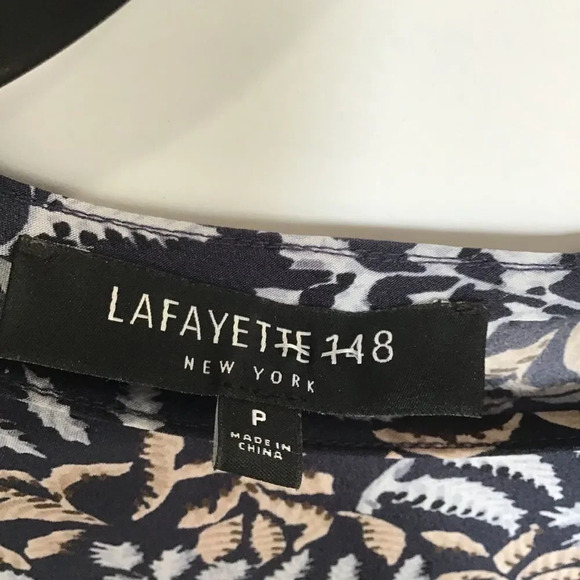 LAFAYETTE 148
NEW YORK
P
MADE IN
CHINA